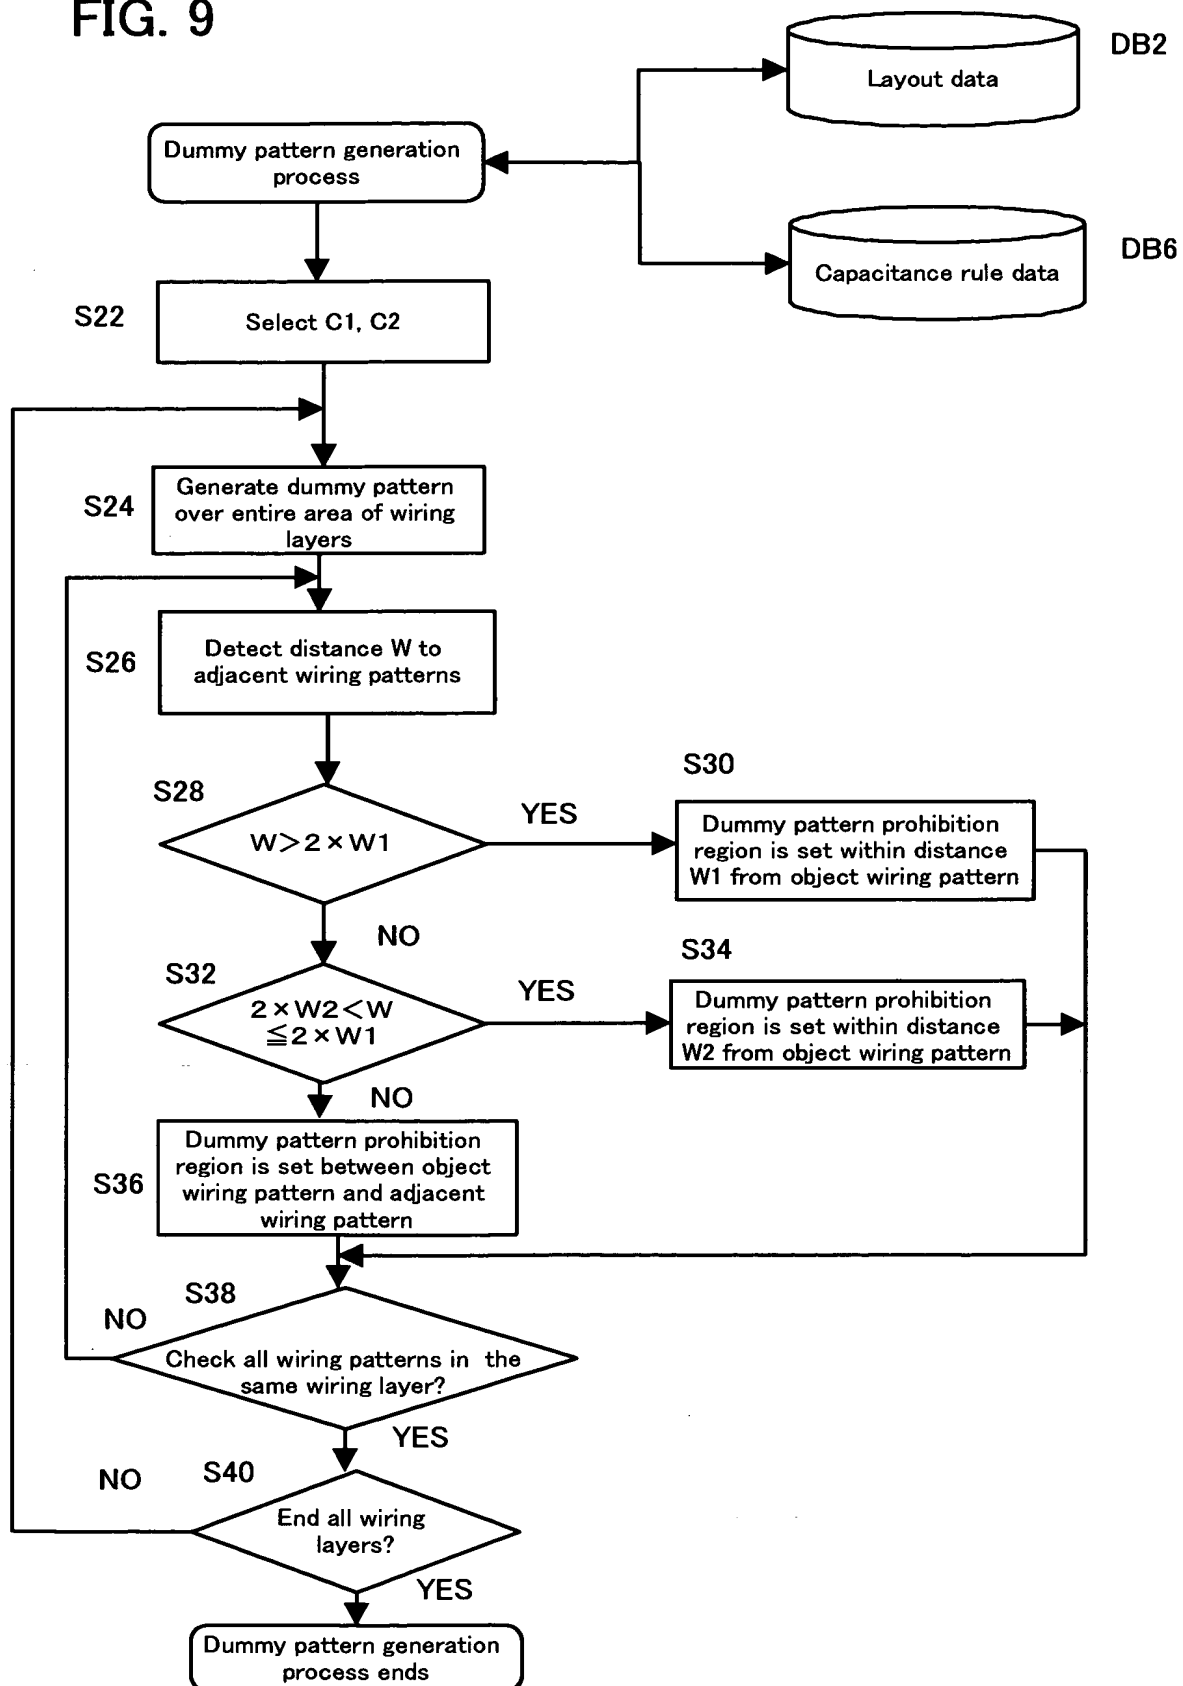 FIG. 9
DB2
Layout data
Dummy pattern generation
process
DB6
Capacitance rule data
S22
Select C1, C2
S24
Generate dummy pattern
over entire area of wiring
layers
S26
Detect distance W to
adjacent wiring patterns
S28
W>2×W1
YES
S30
Dummy pattern prohibition
region is set within distance
W1 from object wiring pattern
NO
S32
2×W2<W
≦2×W1
YES
S34
Dummy pattern prohibition
region is set within distance
W2 from object wiring pattern
NO
S36
Dummy pattern prohibition
region is set between object
wiring pattern and adjacent
wiring pattern
S38
NO
Check all wiring patterns in the
same wiring layer?
YES
NO
S40
End all wiring
layers?
YES
Dummy pattern generation
process ends